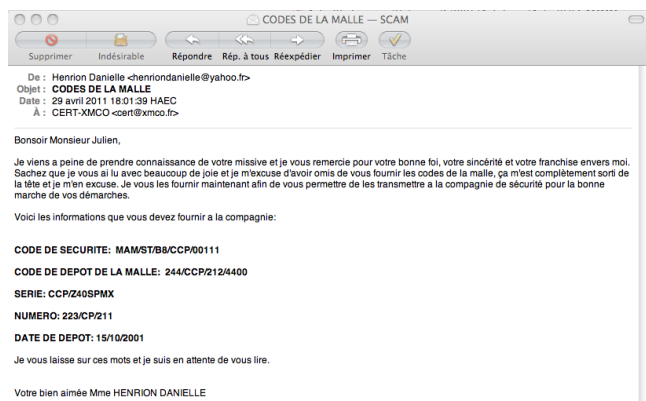 CODES DE LA MALLE — SCAM
Supprimer Indésirable Répondre Rép. à tous Réexpédier Imprimer Tâche
De : Henrion Danielle <henriondanielle@yahoo.fr>
Objet : CODES DE LA MALLE
Date : 29 avril 2011 18:01:39 HAEC
À : CERT-XMCO <cert@xmco.fr>
Bonsoir Monsieur Julien,
Je viens a peine de prendre connaissance de votre missive et je vous remercie pour votre bonne foi, votre sincérité et votre franchise envers moi.
Sachez que je vous ai lu avec beaucoup de joie et je m'excuse d'avoir omis de vous fournir les codes de la malle, ça m'est complètement sorti de
la tête et je m'en excuse. Je vous les fournir maintenant afin de vous permettre de les transmettre a la compagnie de sécurité pour la bonne
marche de vos démarches.
Voici les informations que vous devez fournir a la compagnie:
CODE DE SECURITE: MAM/ST/B8/CCP/00111
CODE DE DEPOT DE LA MALLE: 244/CCP/212/4400
SERIE: CCP/Z40SPMX
NUMERO: 223/CP/211
DATE DE DEPOT: 15/10/2001
Je vous laisse sur ces mots et je suis en attente de vous lire.
Votre bien aimée Mme HENRION DANIELLE